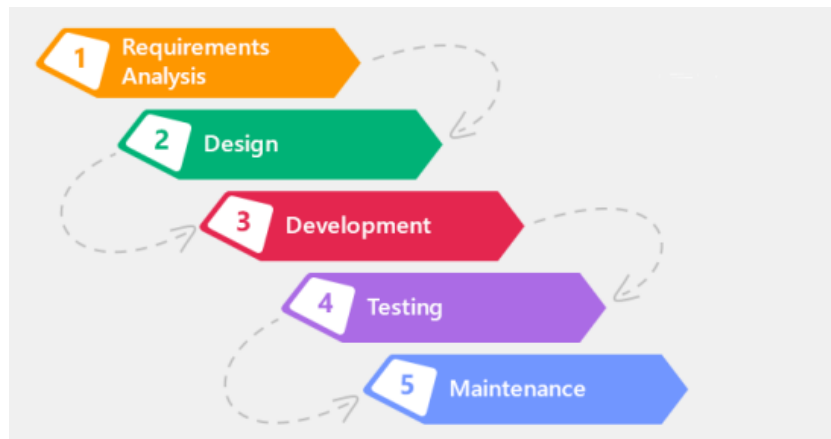 1
Requirements
Analysis
2
Design
3
Development
4
Testing
5
Maintenance